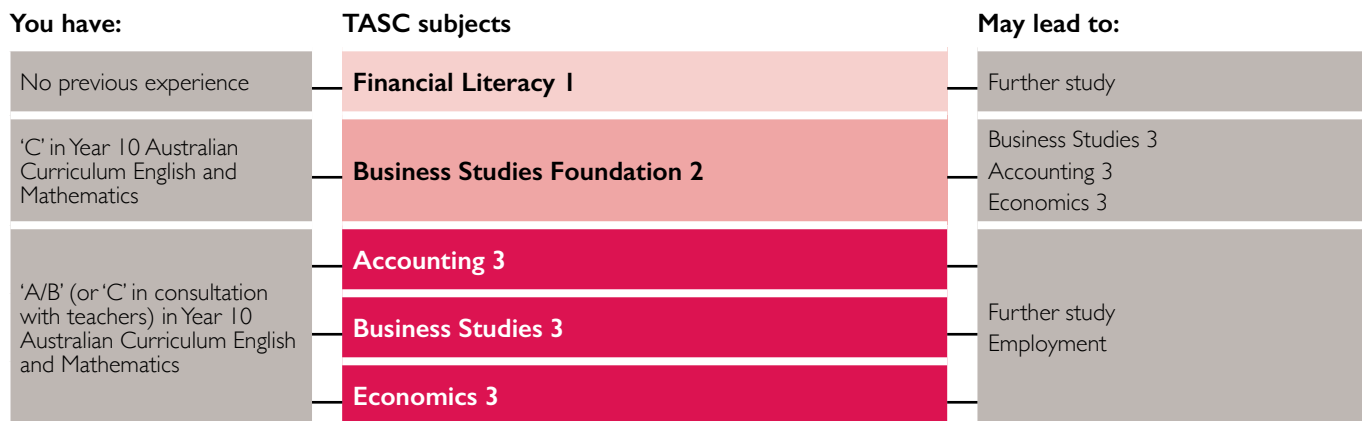 You have:
TASC subjects
May lead to:
No previous experience
Financial Literacy 1
Further study
‘C’ in Year 10 Australian
Curriculum English and
Mathematics
Business Studies Foundation 2
Business Studies 3
Accounting 3
Economics 3
‘A/B’ (or ‘C’ in consultation
with teachers) in Year 10
Australian Curriculum English
and Mathematics
Accounting 3
Business Studies 3
Economics 3
Further study
Employment